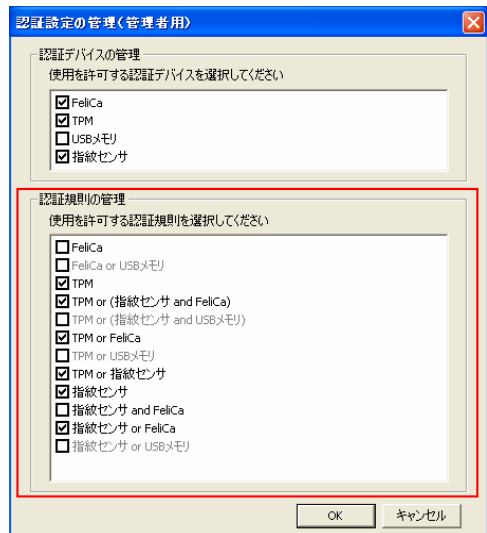 認証設定の管理(管理者用)
認証デバイスの管理
使用を許可する認証デバイスを選択してください
FeliCa
TPM
USBメモリ
指紋センサ
認証規則の管理
使用を許可する認証規則を選択してください
FeliCa
FeliCa or USBメモリ
TPM
TPM or (指紋センサ and FeliCa)
TPM or (指紋センサ and USBメモリ)
TPM or FeliCa
TPM or USBメモリ
TPM or 指紋センサ
指紋センサ
指紋センサ and FeliCa
指紋センサ or FeliCa
指紋センサ or USBメモリ
OK キャンセル